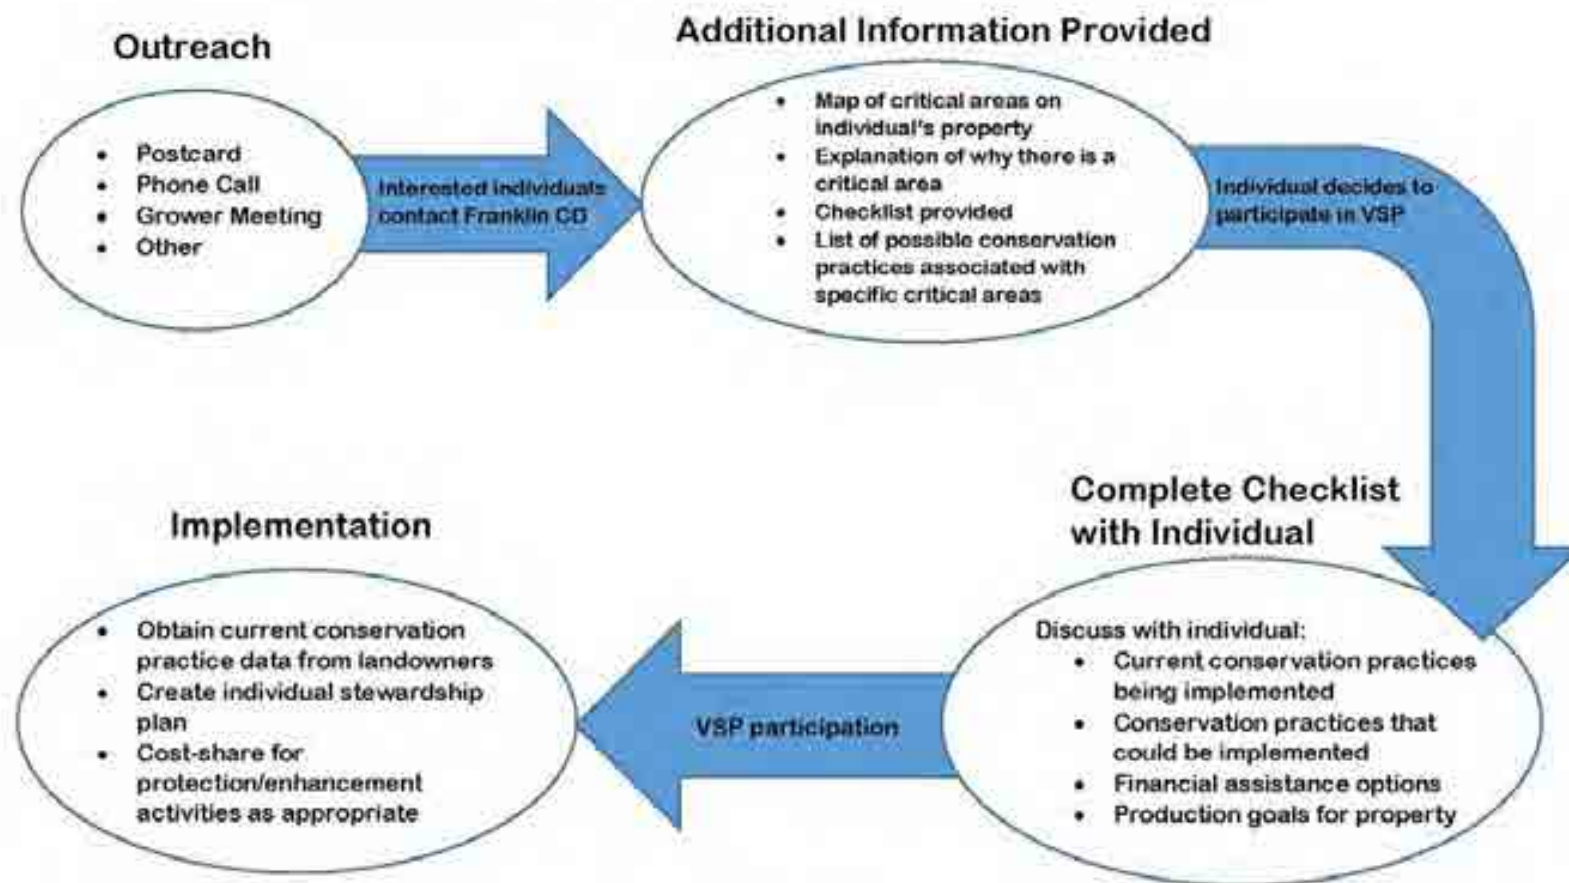 Outreach
• Postcard
• Phone Call
• Grower Meeting
• Other
Interested individuals
contact Franklin CD
Additional Information Provided
• Map of critical areas on
individual's property
• Explanation of why there is a
critical area
• Checklist provided
• List of possible conservation
practices associated with
specific critical areas
Individual decides to
participate in VSP
Complete Checklist
with Individual
Discuss with individual:
• Current conservation practices
being implemented
• Conservation practices that
could be implemented
• Financial assistance options
• Production goals for property
VSP participation
Implementation
• Obtain current conservation
practice data from landowners
• Create individual stewardship
plan
• Cost-share for
protection/enhancement
activities as appropriate